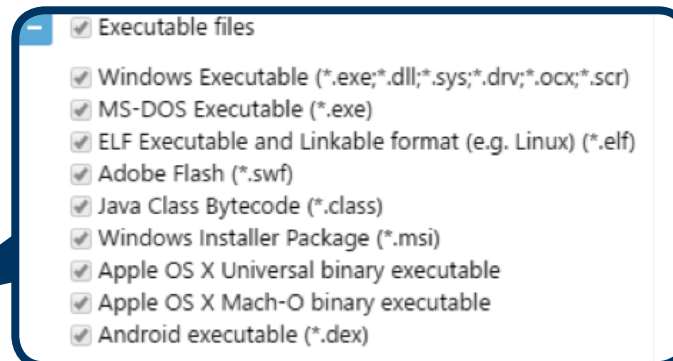 Executable files
Windows Executable (*.exe;*.dll;*.sys;*.drv;*.ocx;*.scr)
MS-DOS Executable (*.exe)
ELF Executable and Linkable format (e.g. Linux) (*.elf)
Adobe Flash (*.swf)
Java Class Bytecode (*.class)
Windows Installer Package (*.msi)
Apple OS X Universal binary executable
Apple OS X Mach-O binary executable
Android executable (*.dex)